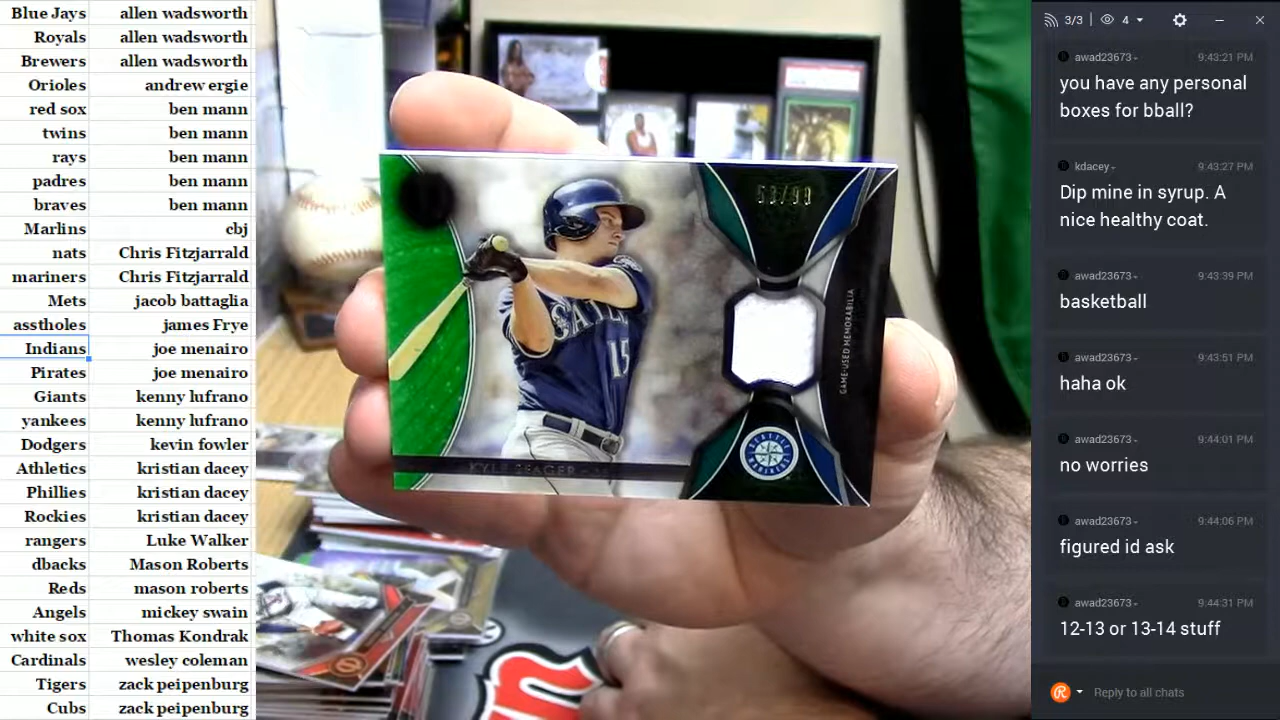 Blue Jays allen wadsworth
Royals allen wadsworth
Brewers allen wadsworth
Orioles andrew ergie
red sox ben mann
twins ben mann
rays ben mann
padres ben mann
braves ben mann
Marlins cbj
nats Chris Fitzjarrald
mariners Chris Fitzjarrald
Mets jacob battaglia
asstholes james Frye
Indians joe menairo
Pirates joe menairo
Giants kenny lufrano
yankees kenny lufrano
Dodgers kevin fowler
Athletics kristian dacey
Phillies kristian dacey
Rockies kristian dacey
rangers Luke Walker
dbacks Mason Roberts
Reds mason roberts
Angels mickey swain
white sox Thomas Kondrak
Cardinals wesley coleman
Tigers zack peipenburg
Cubs zack peipenburg
15
GAME-USED MEMORABILIA
SEATTLE
MARINERS
KYLE SEAGER
3/3 4
awad23673 9:43:21 PM
you have any personal
boxes for bball?
kdacey 9:43:27 PM
Dip mine in syrup. A
nice healthy coat.
awad23673 9:43:39 PM
basketball
awad23673 9:43:51 PM
haha ok
awad23673 9:44:01 PM
no worries
awad23673 9:44:06 PM
figured id ask
awad23673 9:44:31 PM
12-13 or 13-14 stuff
Reply to all chats